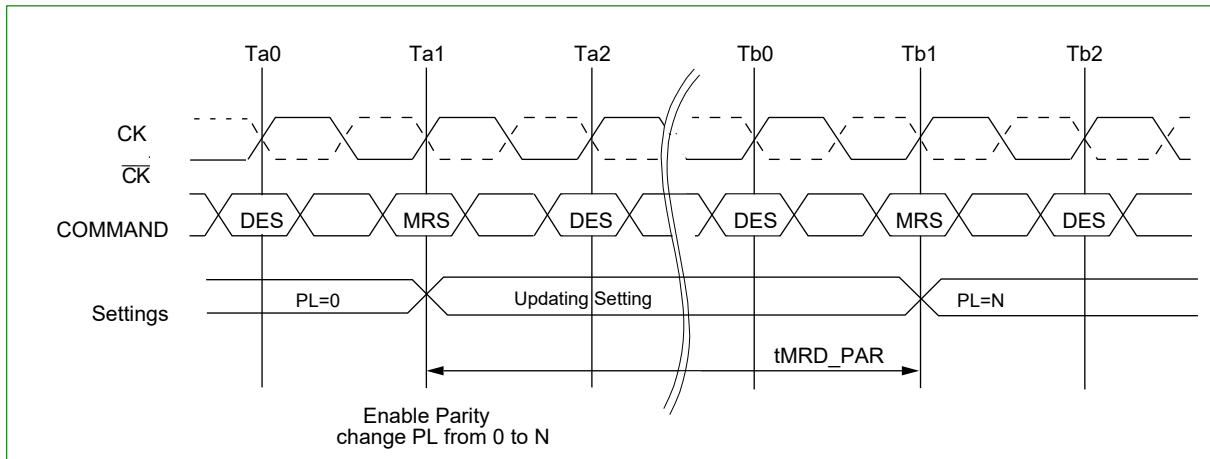 Ta0 Ta1 Ta2 Tb0 Tb1 Tb2
CK
CK
COMMAND DES MRS DES DES MRS DES
Settings PL=0 Updating Setting PL=N
tMRD_PAR
Enable Parity
change PL from 0 to N